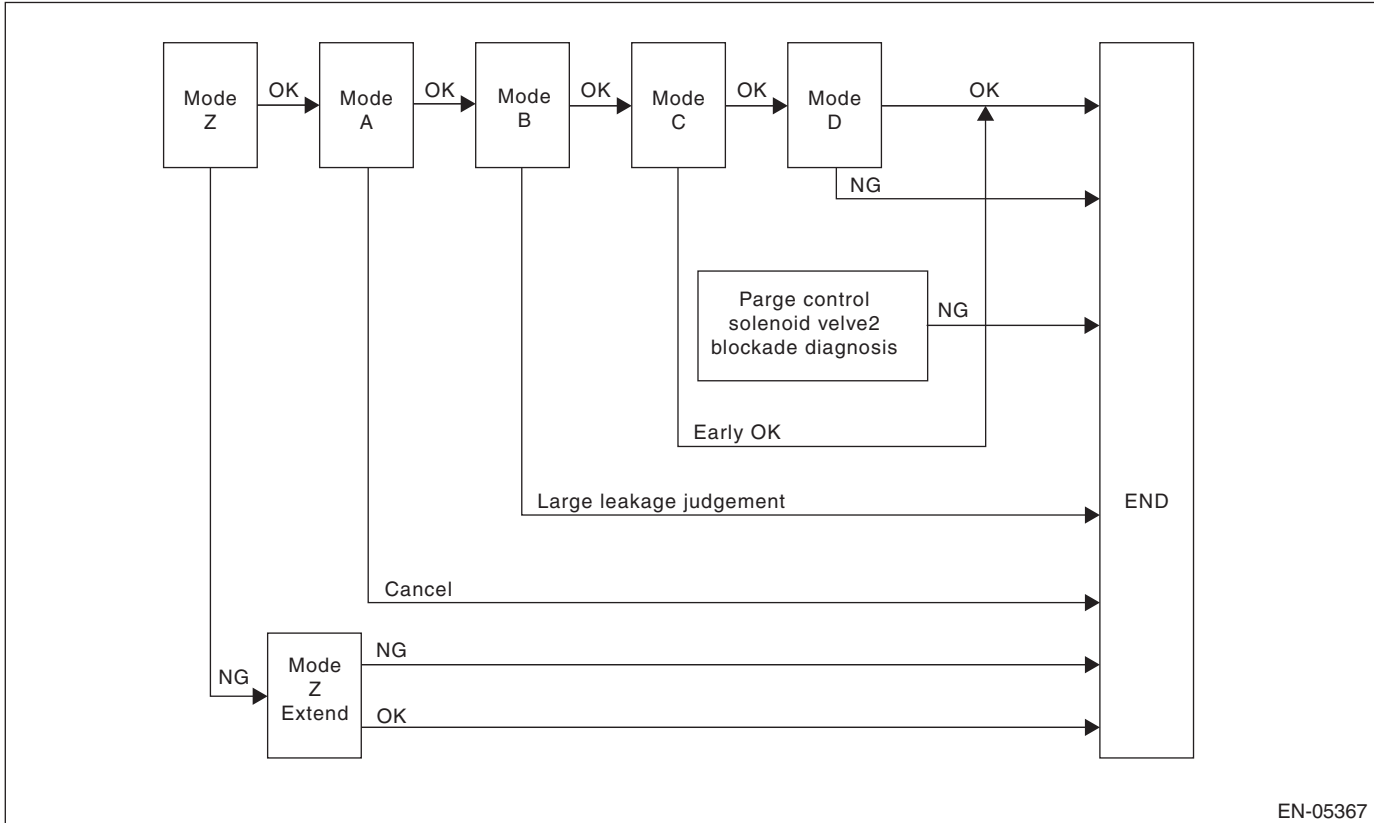 Mode
Z
OK
Mode
A
OK
Mode
B
OK
Mode
C
OK
Mode
D
OK
NG
Parge control
solenoid velve2
blockade diagnosis
NG
Early OK
Large leakage judgement
END
Cancel
NG
Mode
Z
Extend
NG
OK
EN-05367